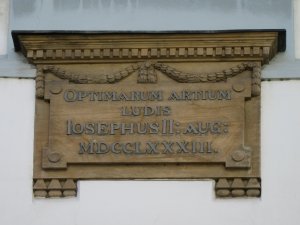 OPTIMARUM ARTIUM
LUDIS
IOSEPHUS II: AUG:
MDCCLXXXIII.